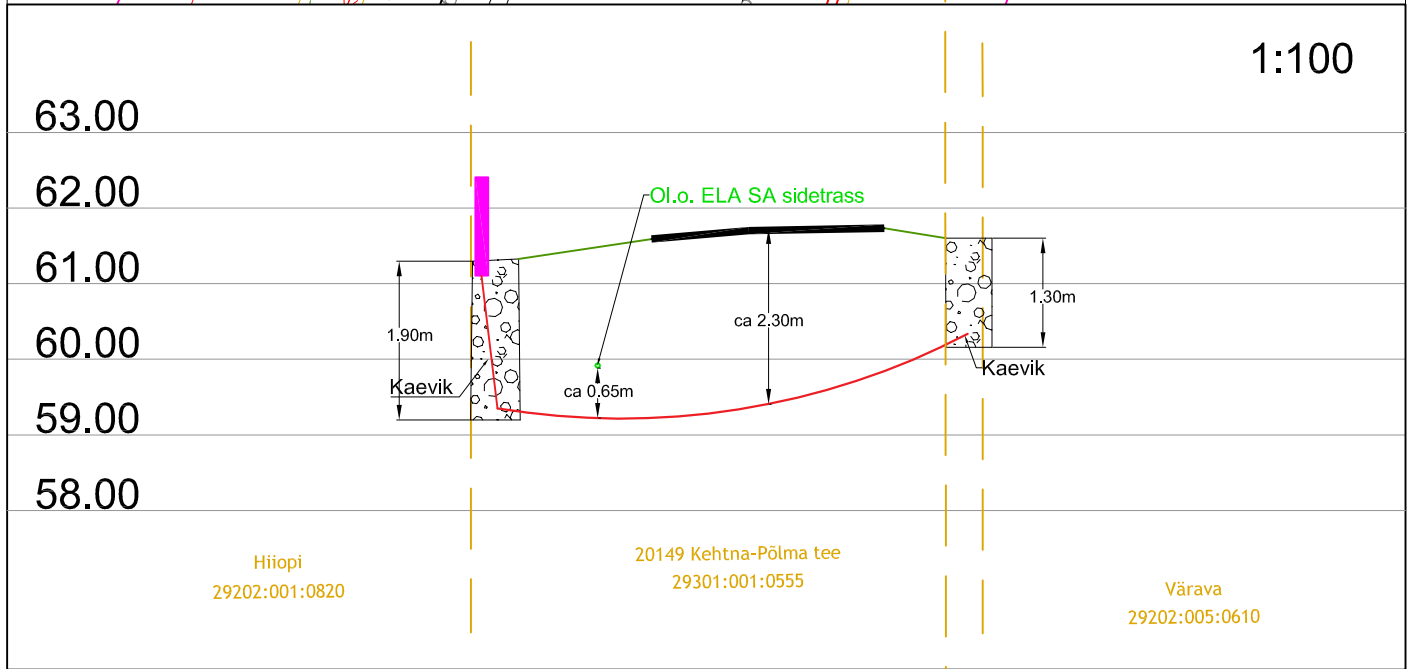 1:100
63.00
62.00
Ol.o. ELA SA sidetrass
61.00
1.90m
ca 2.30m
1.30m
60.00
Kaevik
ca 0.65m
Kaevik
59.00
58.00
Hiiopi
29202:001:0820
20149 Kehtna-Põlma tee
29301:001:0555
Värava
29202:005:0610